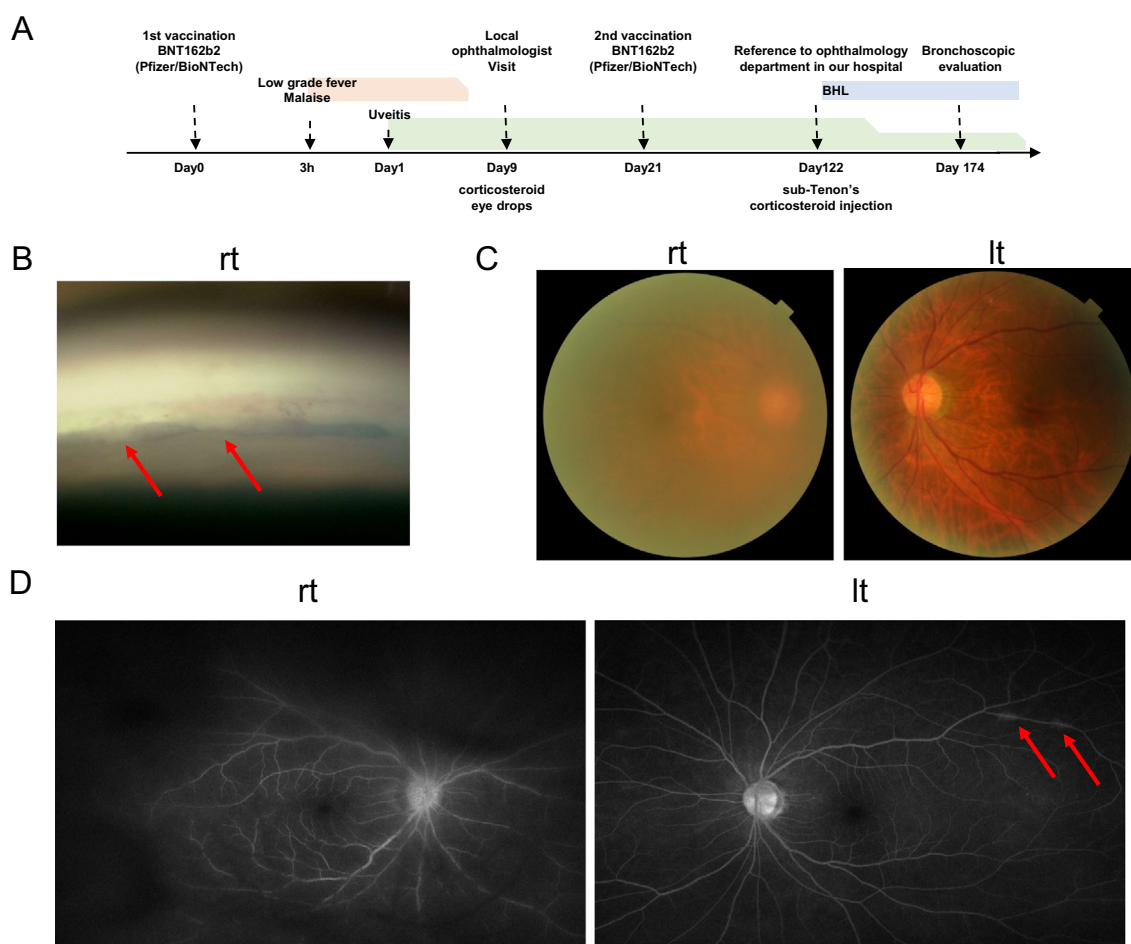 A
1st vaccination
BNT162b2
(Pfizer/BioNTech)
Low grade fever
Malaise
Uveitis
Local
ophthalmologist
Visit
2nd vaccination
BNT162b2
(Pfizer/BioNTech)
Reference to ophthalmology
department in our hospital
Bronchoscopic
evaluation
BHL
Day0
3h
Day1
Day9
Day21
Day122
Day 174
corticosteroid
eye drops
sub-Tenon's
corticosteroid injection
B
rt
C
rt
lt
D
rt
lt